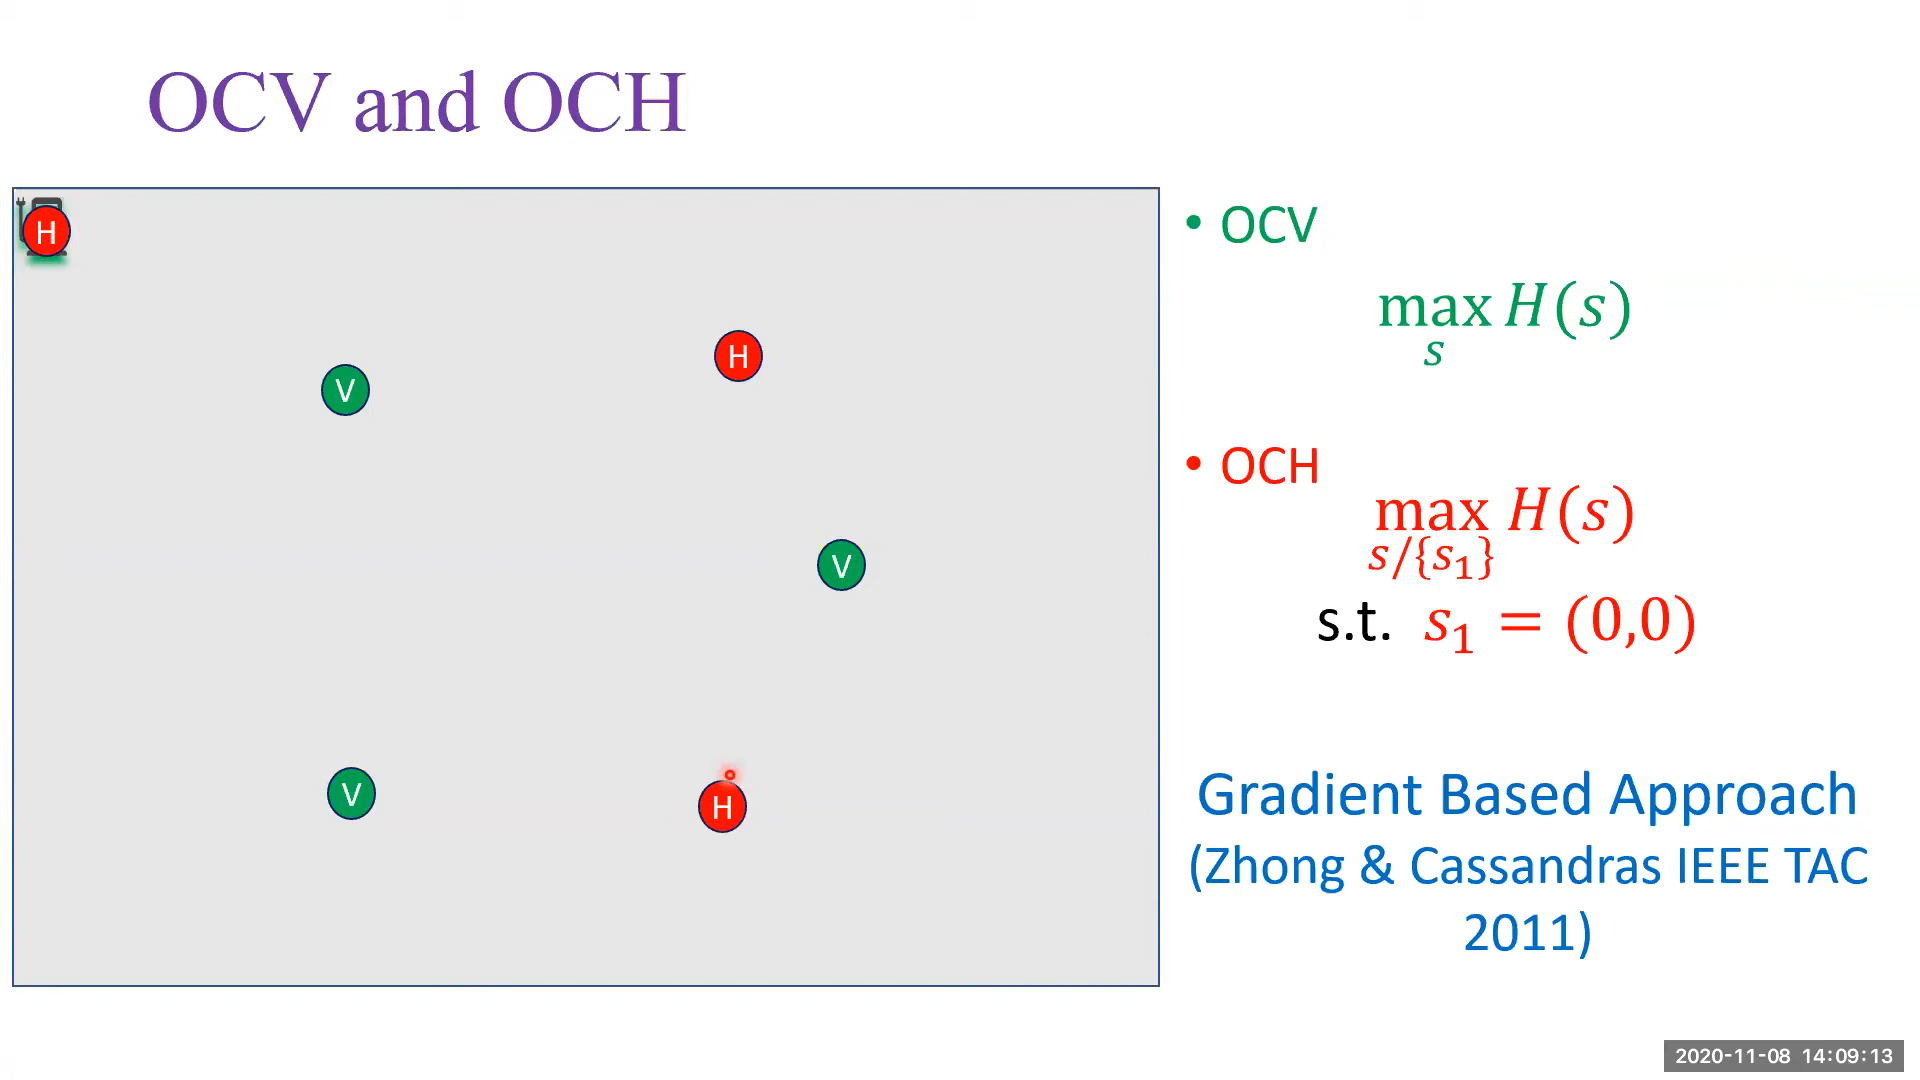 OCV and OCH
H
H
V
V
V
H
• OCV
max H(s)
s
• OCH
max H(s)
s/{s₁}
s.t. s₁ = (0,0)
Gradient Based Approach
(Zhong & Cassandras IEEE TAC
2011)
2020-11-08 14:09:13